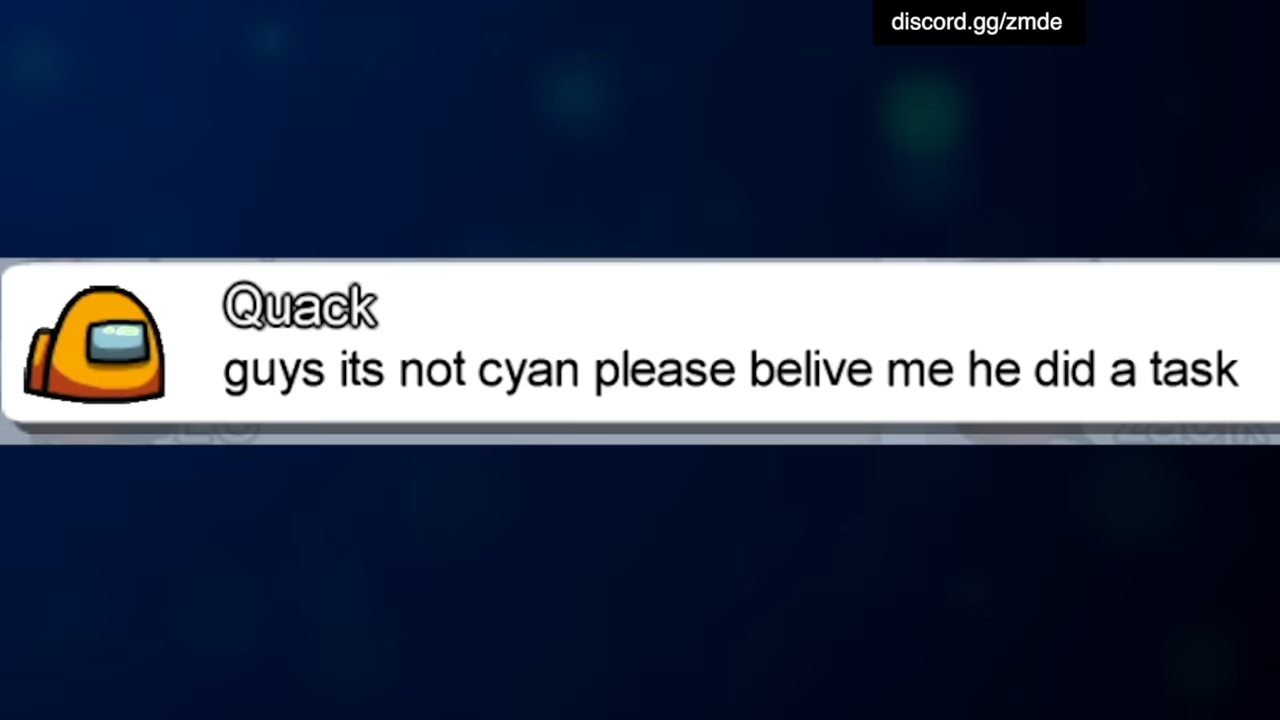 discord.gg/zmde
Quack
guys its not cyan please belive me he did a task